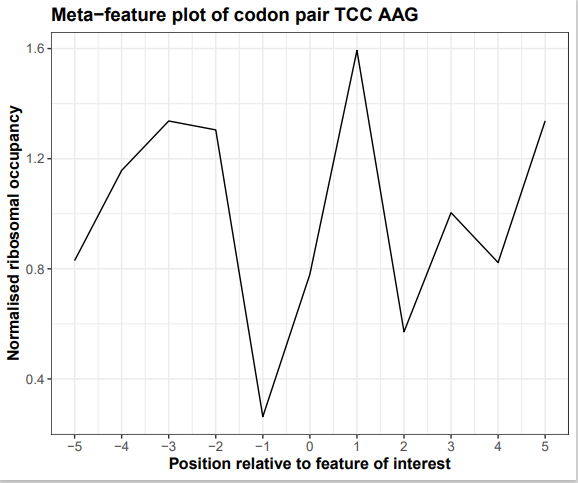 Meta−feature plot of codon pair TCC AAG
Normalised ribosomal occupancy
1.6
1.2
0.8
0.4
−5 −4 −3 −2 −1 0 1 2 3 4 5
Position relative to feature of interest